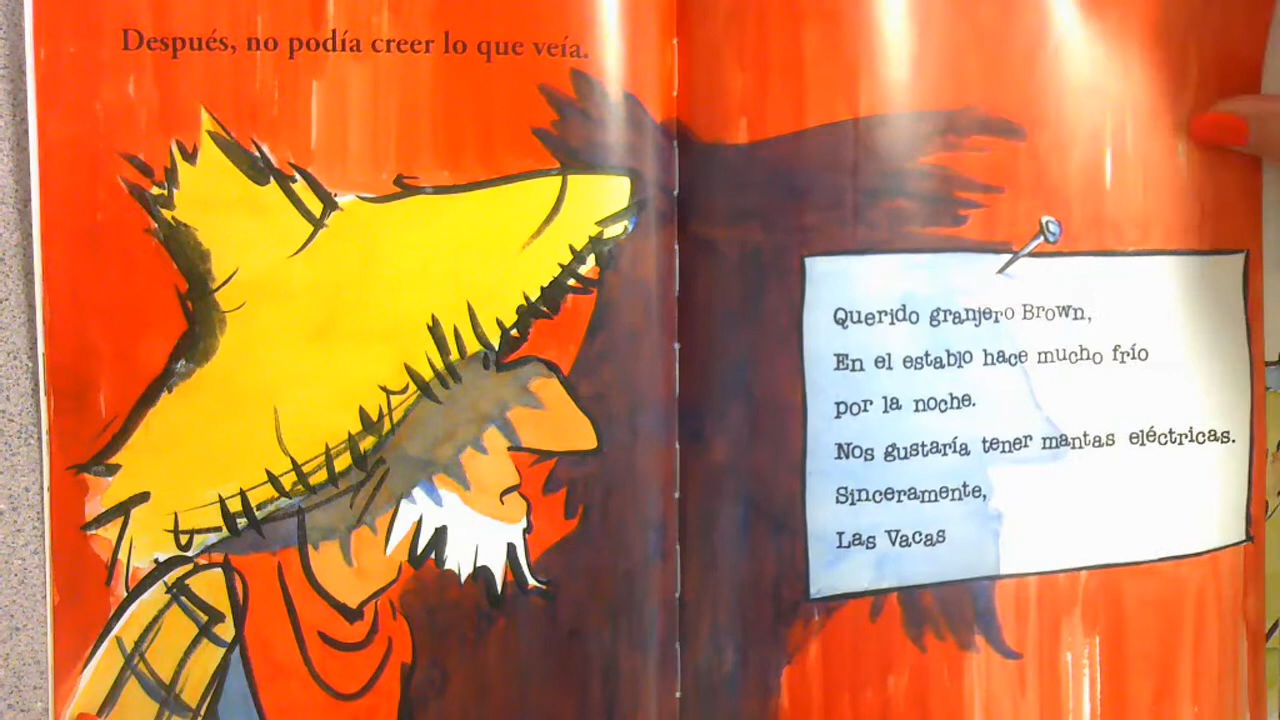 Después, no podía creer lo que veía.
Querido granjero Brown,
En el establo hace mucho frío
por la noche.
Nos gustaría tener mantas eléctricas.
Sinceramente,
Las Vacas